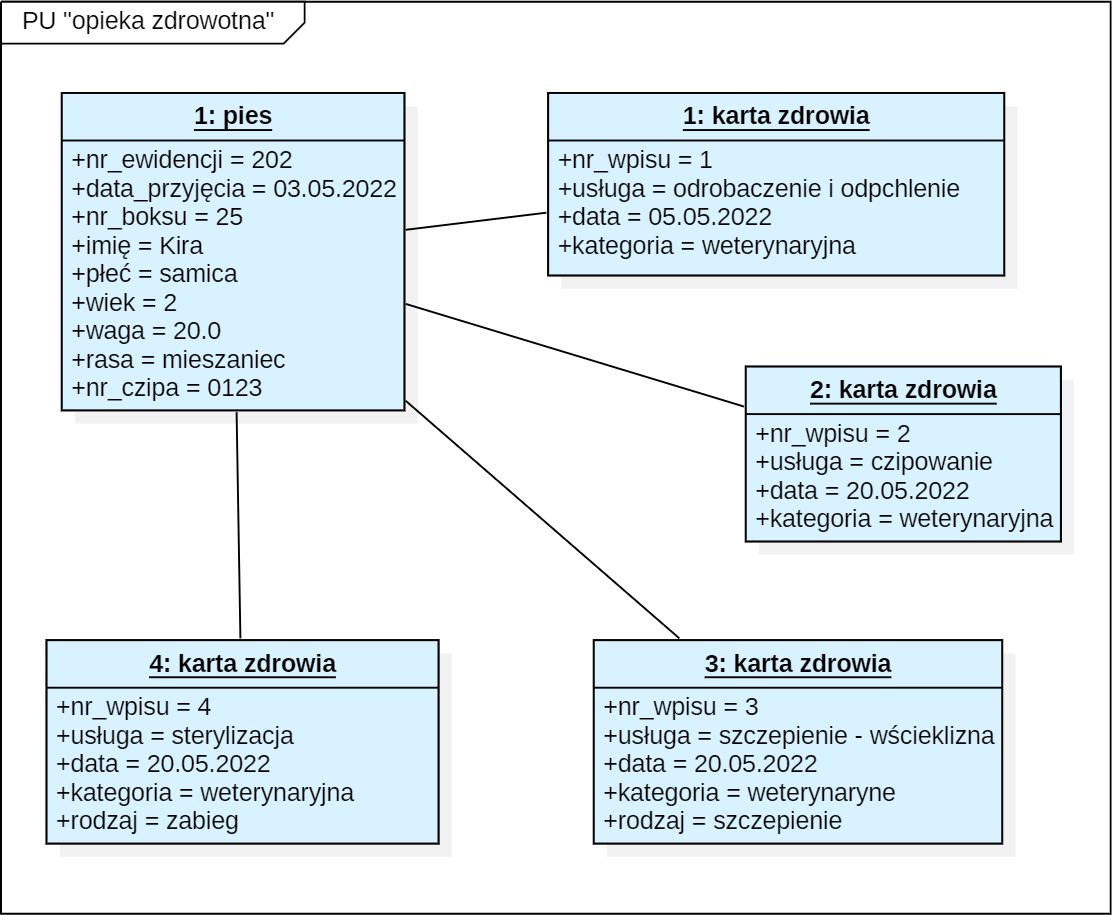 PU "opieka zdrowotna"
1: pies
+nr_ewidencji = 202
+data_przyjęcia = 03.05.2022
+nr_boksu = 25
+imię = Kira
+płeć = samica
+wiek = 2
+waga = 20.0
+rasa = mieszaniec
+nr_czipa = 0123
1: karta zdrowia
+nr_wpisu = 1
+usługa = odrobaczenie i odpchlenie
+data = 05.05.2022
+kategoria = weterynaryjna
2: karta zdrowia
+nr_wpisu = 2
+usługa = czipowanie
+data = 20.05.2022
+kategoria = weterynaryjna
4: karta zdrowia
+nr_wpisu = 4
+usługa = sterylizacja
+data = 20.05.2022
+kategoria = weterynaryjna
+rodzaj = zabieg
3: karta zdrowia
+nr_wpisu = 3
+usługa = szczepienie - wścieklizna
+data = 20.05.2022
+kategoria = weterynaryne
+rodzaj = szczepienie